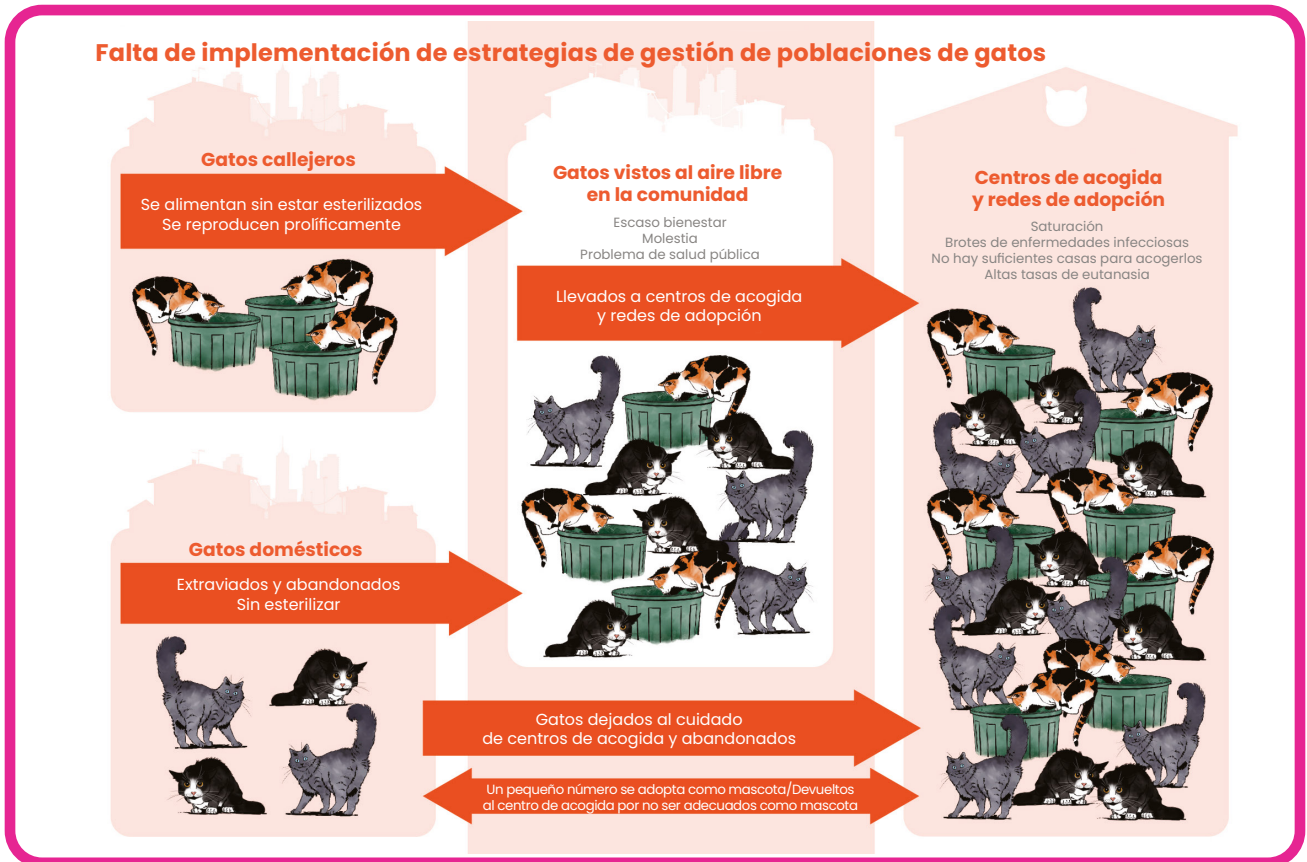 Falta de implementación de estrategias de gestión de poblaciones de gatos
Gatos callejeros
Se alimentan sin estar esterilizados
Se reproducen prolíficamente
Gatos domésticos
Extraviados y abandonados
Sin esterilizar
Gatos vistos al aire libre
en la comunidad
Escaso bienestar
Molestia
Problema de salud pública
Llevados a centros de acogida
y redes de adopción
Gatos dejados al cuidado
de centros de acogida y abandonados
Un pequeño número se adopta como mascota/Devueltos
al centro de acogida por no ser adecuados como mascota
Centros de acogida
y redes de adopción
Saturación
Brotes de enfermedades infecciosas
No hay suficientes casas para acogerlos
Altas tasas de eutanasia